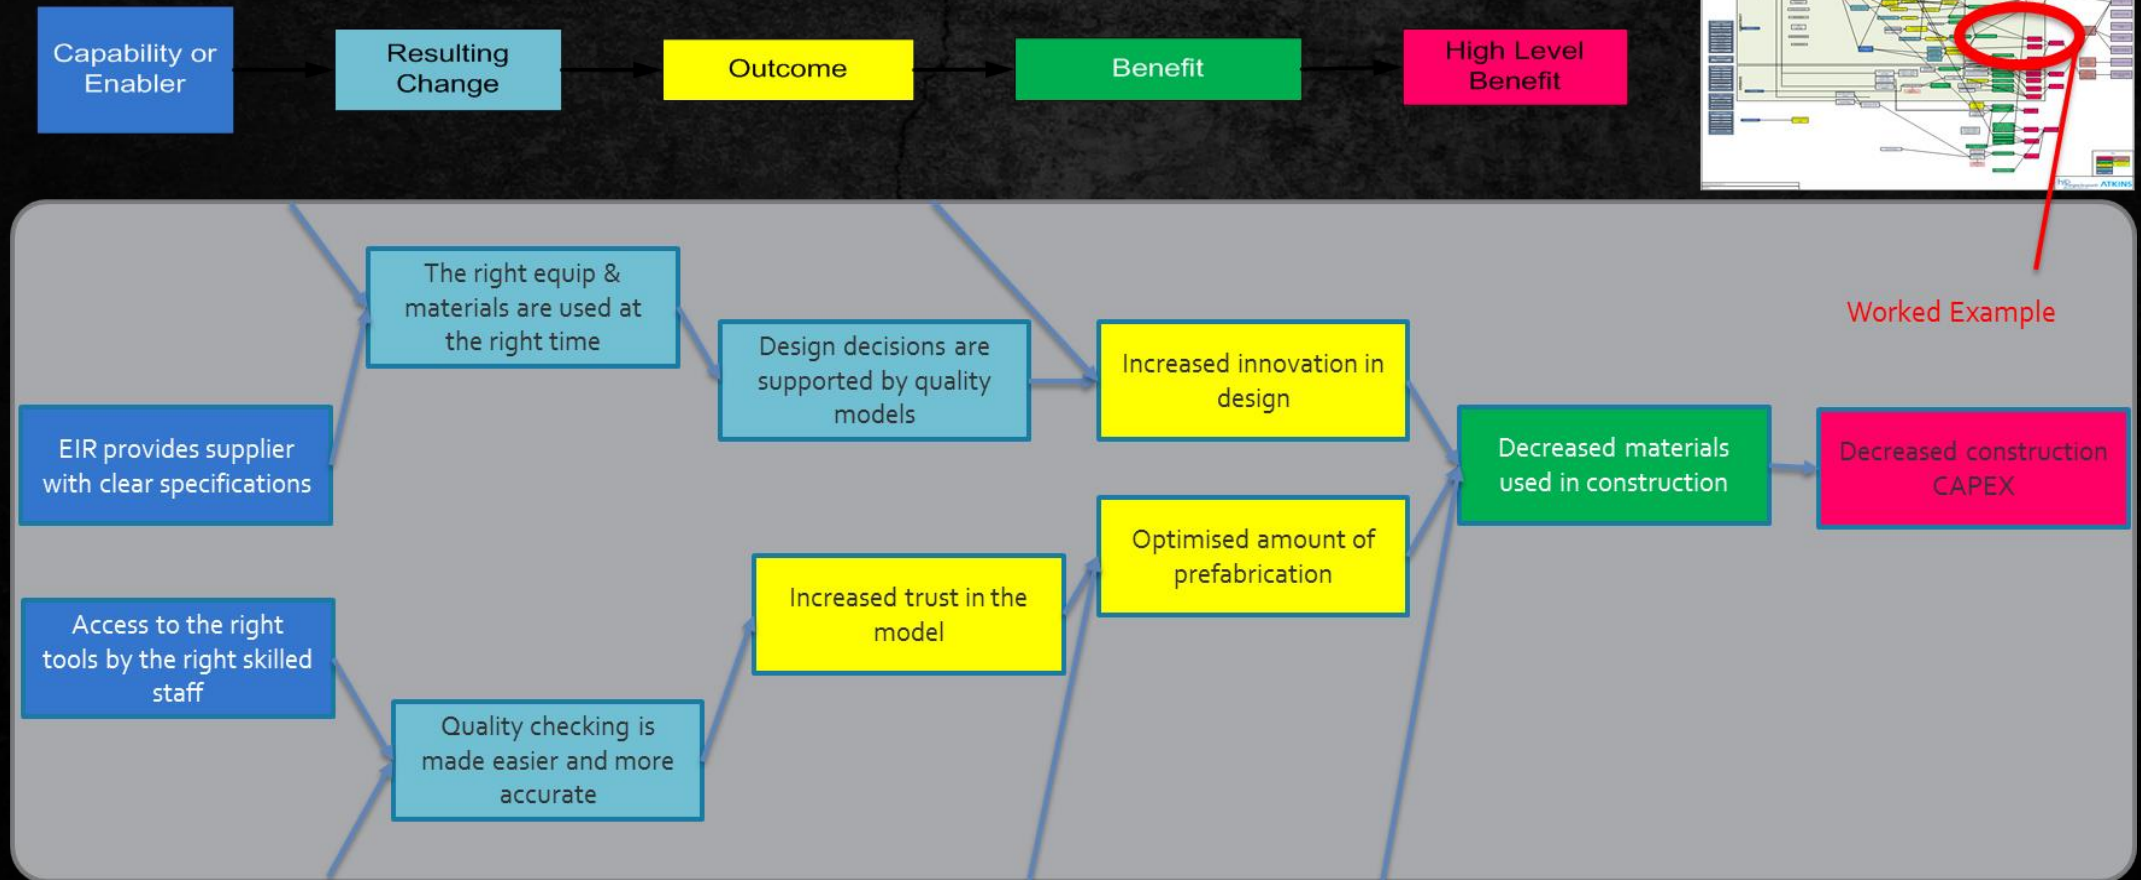 Capability or
Enabler
Resulting
Change
Outcome
Benefit
High Level
Benefit
ATKINS
Worked Example
The right equip &
materials are used at
the right time
Design decisions are
supported by quality
models
Increased innovation in
design
EIR provides supplier
with clear specifications
Decreased materials
used in construction
Decreased construction
CAPEX
Optimised amount of
prefabrication
Increased trust in the
model
Access to the right
tools by the right skilled
staff
Quality checking is
made easier and more
accurate